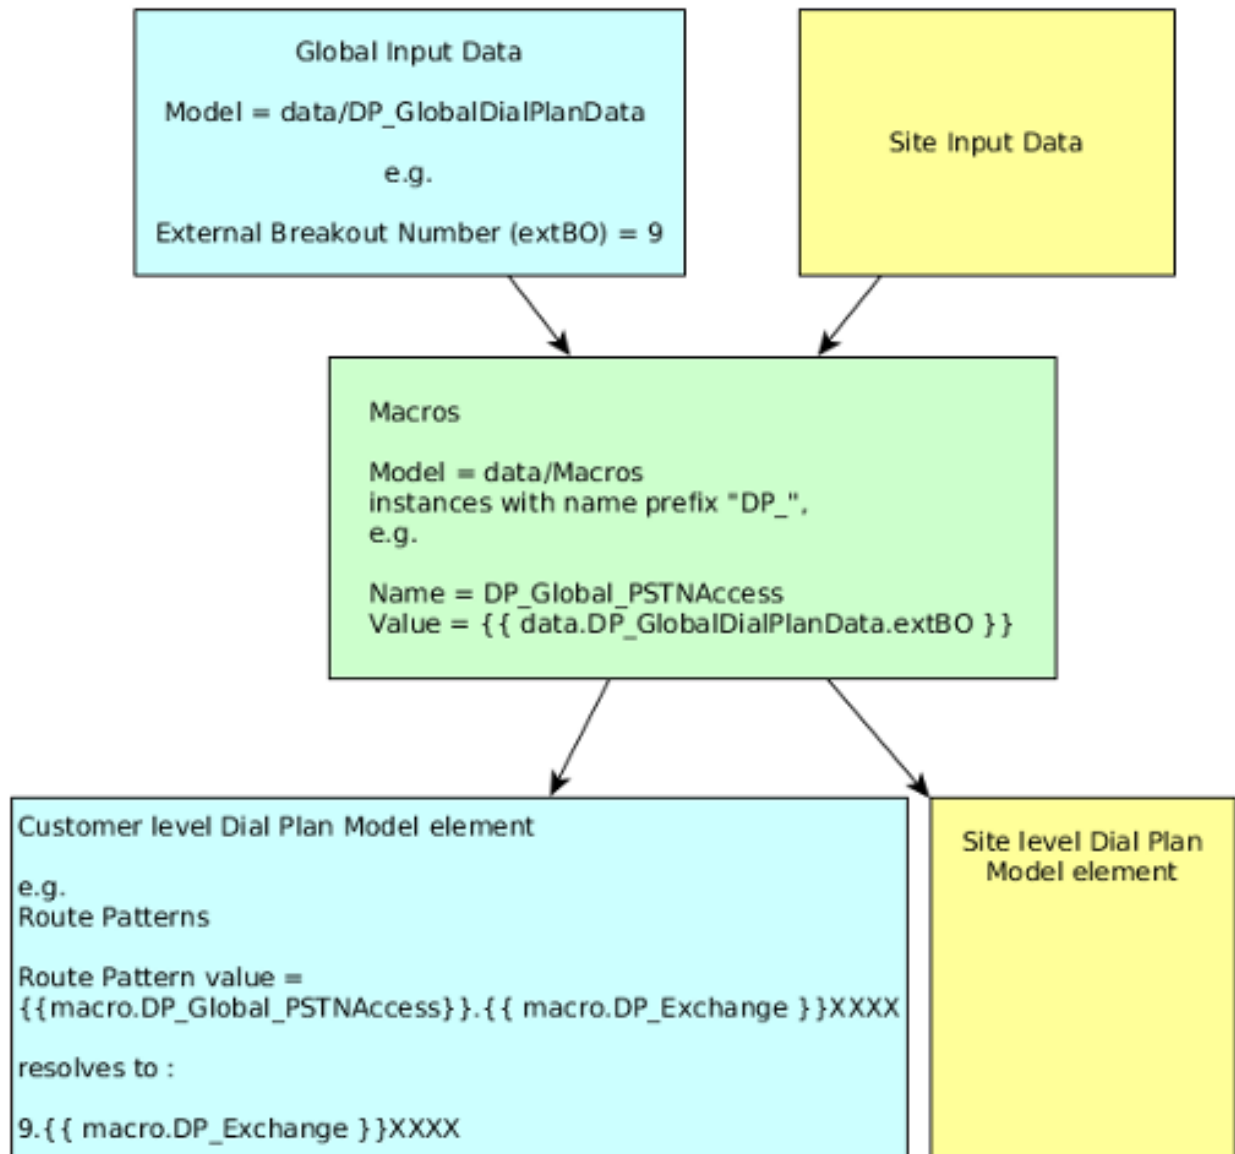 Global Input Data
Model = data/DP_GlobalDialPlanData
e.g.
External Breakout Number (extBO) = 9
Site Input Data
Macros
Model = data/Macros
instances with name prefix "DP_",
e.g.
Name = DP_Global_PSTNAccess
Value = {{ data.DP_GlobalDialPlanData.extBO }}
Customer level Dial Plan Model element
e.g.
Route Patterns
Route Pattern value =
{{macro.DP_Global_PSTNAccess}}.{{ macro.DP_Exchange }}XXXX
resolves to :
9.{{ macro.DP_Exchange }}XXXX
Site level Dial Plan
Model element